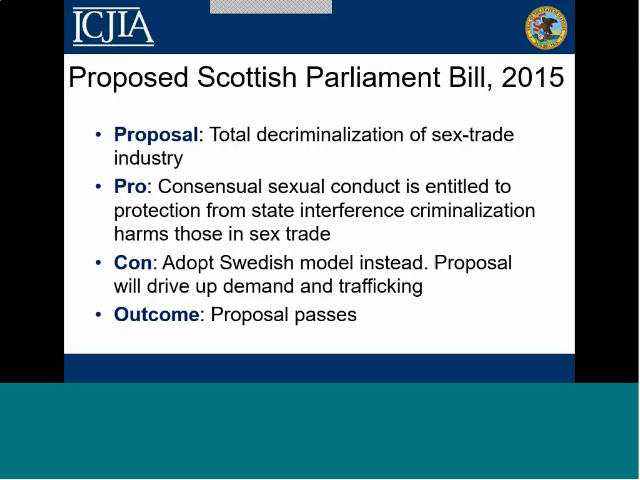 ICJIA
Proposed Scottish Parliament Bill, 2015
• Proposal: Total decriminalization of sex-trade
industry
• Pro: Consensual sexual conduct is entitled to
protection from state interference criminalization
harms those in sex trade
• Con: Adopt Swedish model instead. Proposal
will drive up demand and trafficking
• Outcome: Proposal passes